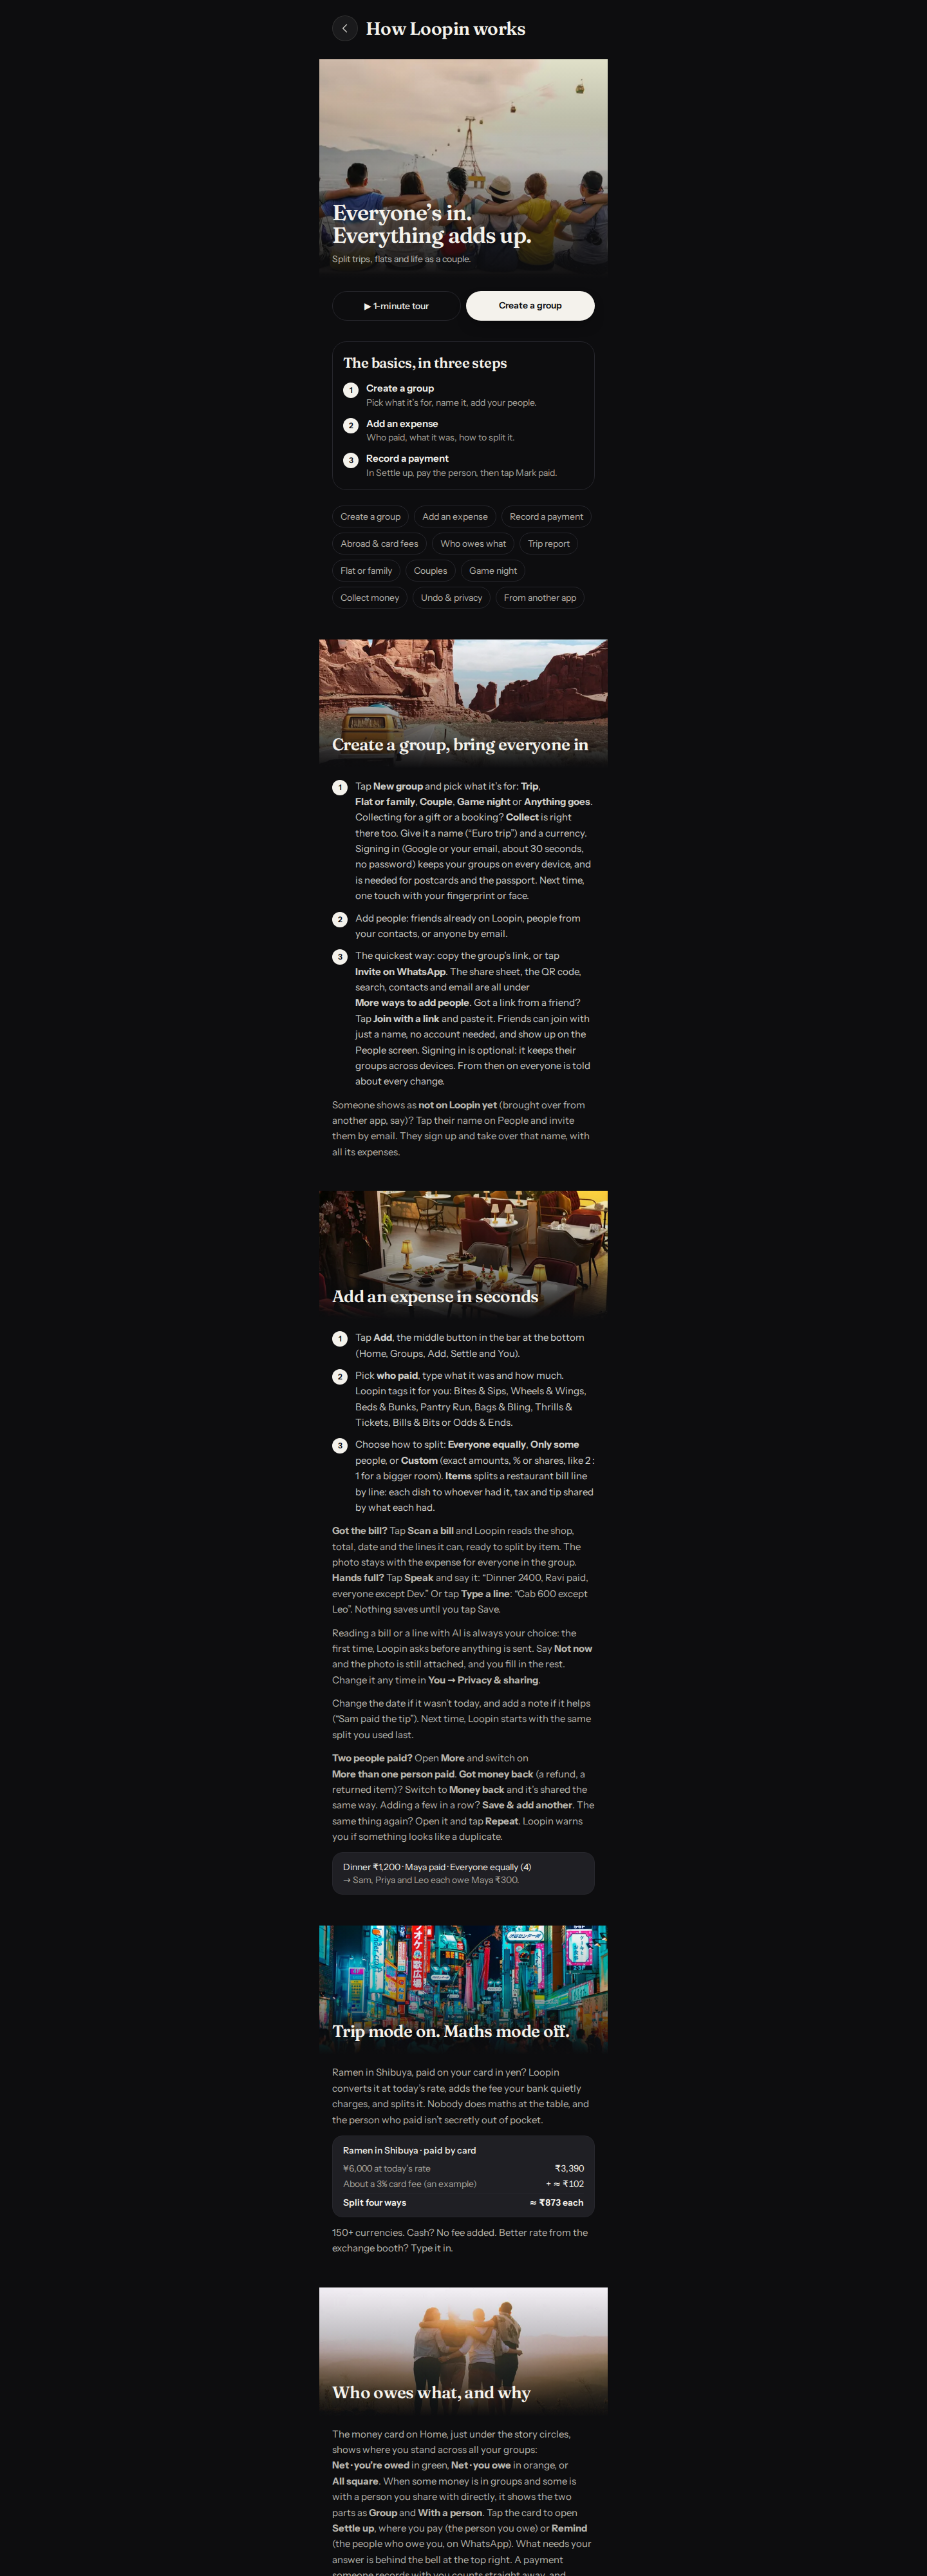 How Loopin works
Everyone’s in.
Everything adds up.
Split trips, flats and life as a couple.
▶ 1-minute tour
Create a group
The basics, in three steps
1 Create a group
Pick what it’s for, name it, add your people.
2 Add an expense
Who paid, what it was, how to split it.
3 Record a payment
In Settle up, pay the person, then tap Mark paid.
Create a group Add an expense Record a payment
Abroad & card fees Who owes what Trip report
Flat or family Couples Game night
Collect money Undo & privacy From another app
Create a group, bring everyone in
1 Tap New group and pick what it’s for: Trip,
Flat or family, Couple, Game night or Anything goes.
Collecting for a gift or a booking? Collect is right
there too. Give it a name (“Euro trip”) and a currency.
Signing in (Google or your email, about 30 seconds,
no password) keeps your groups on every device, and
is needed for postcards and the passport. Next time,
one touch with your fingerprint or face.
2 Add people: friends already on Loopin, people from
your contacts, or anyone by email.
3 The quickest way: copy the group’s link, or tap
Invite on WhatsApp. The share sheet, the QR code,
search, contacts and email are all under
More ways to add people. Got a link from a friend?
Tap Join with a link and paste it. Friends can join with
just a name, no account needed, and show up on the
People screen. Signing in is optional: it keeps their
groups across devices. From then on everyone is told
about every change.
Someone shows as not on Loopin yet (brought over from
another app, say)? Tap their name on People and invite
them by email. They sign up and take over that name, with
all its expenses.
Add an expense in seconds
1 Tap Add, the middle button in the bar at the bottom
(Home, Groups, Add, Settle and You).
2 Pick who paid, type what it was and how much.
Loopin tags it for you: Bites & Sips, Wheels & Wings,
Beds & Bunks, Pantry Run, Bags & Bling, Thrills &
Tickets, Bills & Bits or Odds & Ends.
3 Choose how to split: Everyone equally, Only some
people, or Custom (exact amounts, % or shares, like 2 :
1 for a bigger room). Items splits a restaurant bill line
by line: each dish to whoever had it, tax and tip shared
by what each had.
Got the bill? Tap Scan a bill and Loopin reads the shop,
total, date and the lines it can, ready to split by item. The
photo stays with the expense for everyone in the group.
Hands full? Tap Speak and say it: “Dinner 2400, Ravi paid,
everyone except Dev.” Or tap Type a line: “Cab 600 except
Leo”. Nothing saves until you tap Save.
Reading a bill or a line with AI is always your choice: the
first time, Loopin asks before anything is sent. Say Not now
and the photo is still attached, and you fill in the rest.
Change it any time in You → Privacy & sharing.
Change the date if it wasn’t today, and add a note if it helps
(“Sam paid the tip”). Next time, Loopin starts with the same
split you used last.
Two people paid? Open More and switch on
More than one person paid. Got money back (a refund, a
returned item)? Switch to Money back and it’s shared the
same way. Adding a few in a row? Save & add another. The
same thing again? Open it and tap Repeat. Loopin warns
you if something looks like a duplicate.
Dinner ₹1,200 · Maya paid · Everyone equally (4)
→ Sam, Priya and Leo each owe Maya ₹300.
Trip mode on. Maths mode off.
Ramen in Shibuya, paid on your card in yen? Loopin
converts it at today’s rate, adds the fee your bank quietly
charges, and splits it. Nobody does maths at the table, and
the person who paid isn’t secretly out of pocket.
Ramen in Shibuya · paid by card
¥6,000 at today’s rate ₹3,390
About a 3% card fee (an example) + ≈ ₹102
Split four ways ≈ ₹873 each
150+ currencies. Cash? No fee added. Better rate from the
exchange booth? Type it in.
Who owes what, and why
The money card on Home, just under the story circles,
shows where you stand across all your groups:
Net · you’re owed in green, Net · you owe in orange, or
All square. When some money is in groups and some is
with a person you share with directly, it shows the two
parts as Group and With a person. Tap the card to open
Settle up, where you pay (the person you owe) or Remind
(the people who owe you, on WhatsApp). What needs your
answer is behind the bell at the top right. A payment
someone records with you counts straight away, and